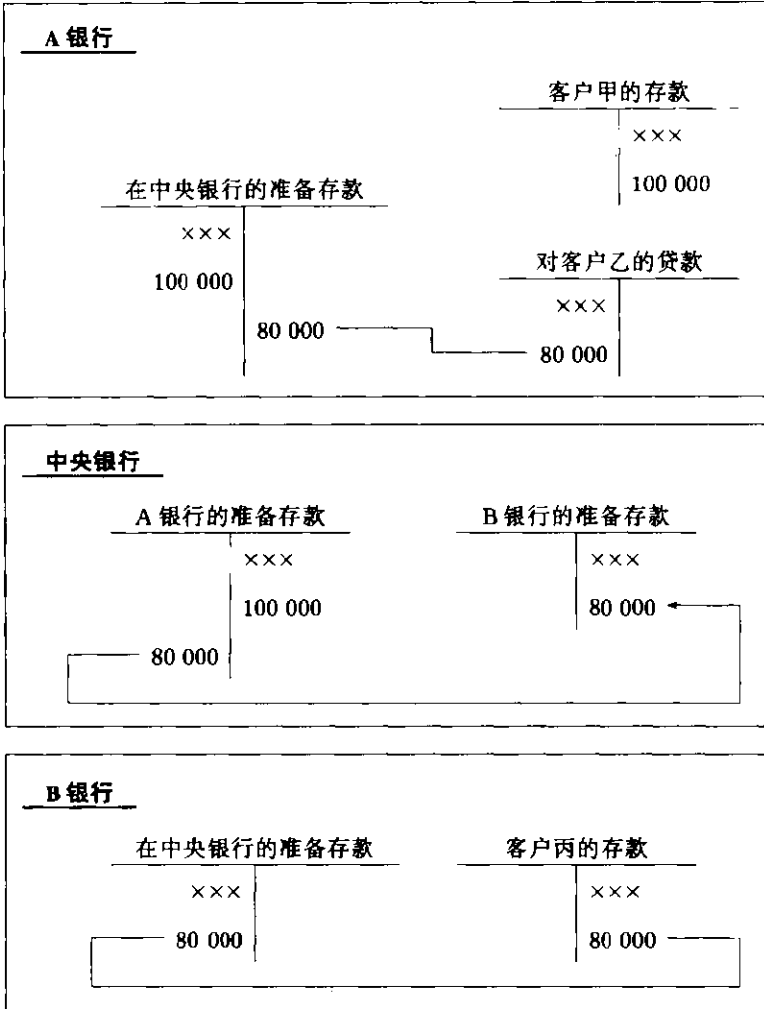 A 银行
客户甲的存款
×××
100 000
在中央银行的准备存款
×××
100 000
80 000
对客户乙的贷款
×××
80 000
中央银行
A 银行的准备存款
×××
100 000
80 000
B 银行的准备存款
×××
80 000
B 银行
在中央银行的准备存款
×××
80 000
客户丙的存款
×××
80 000